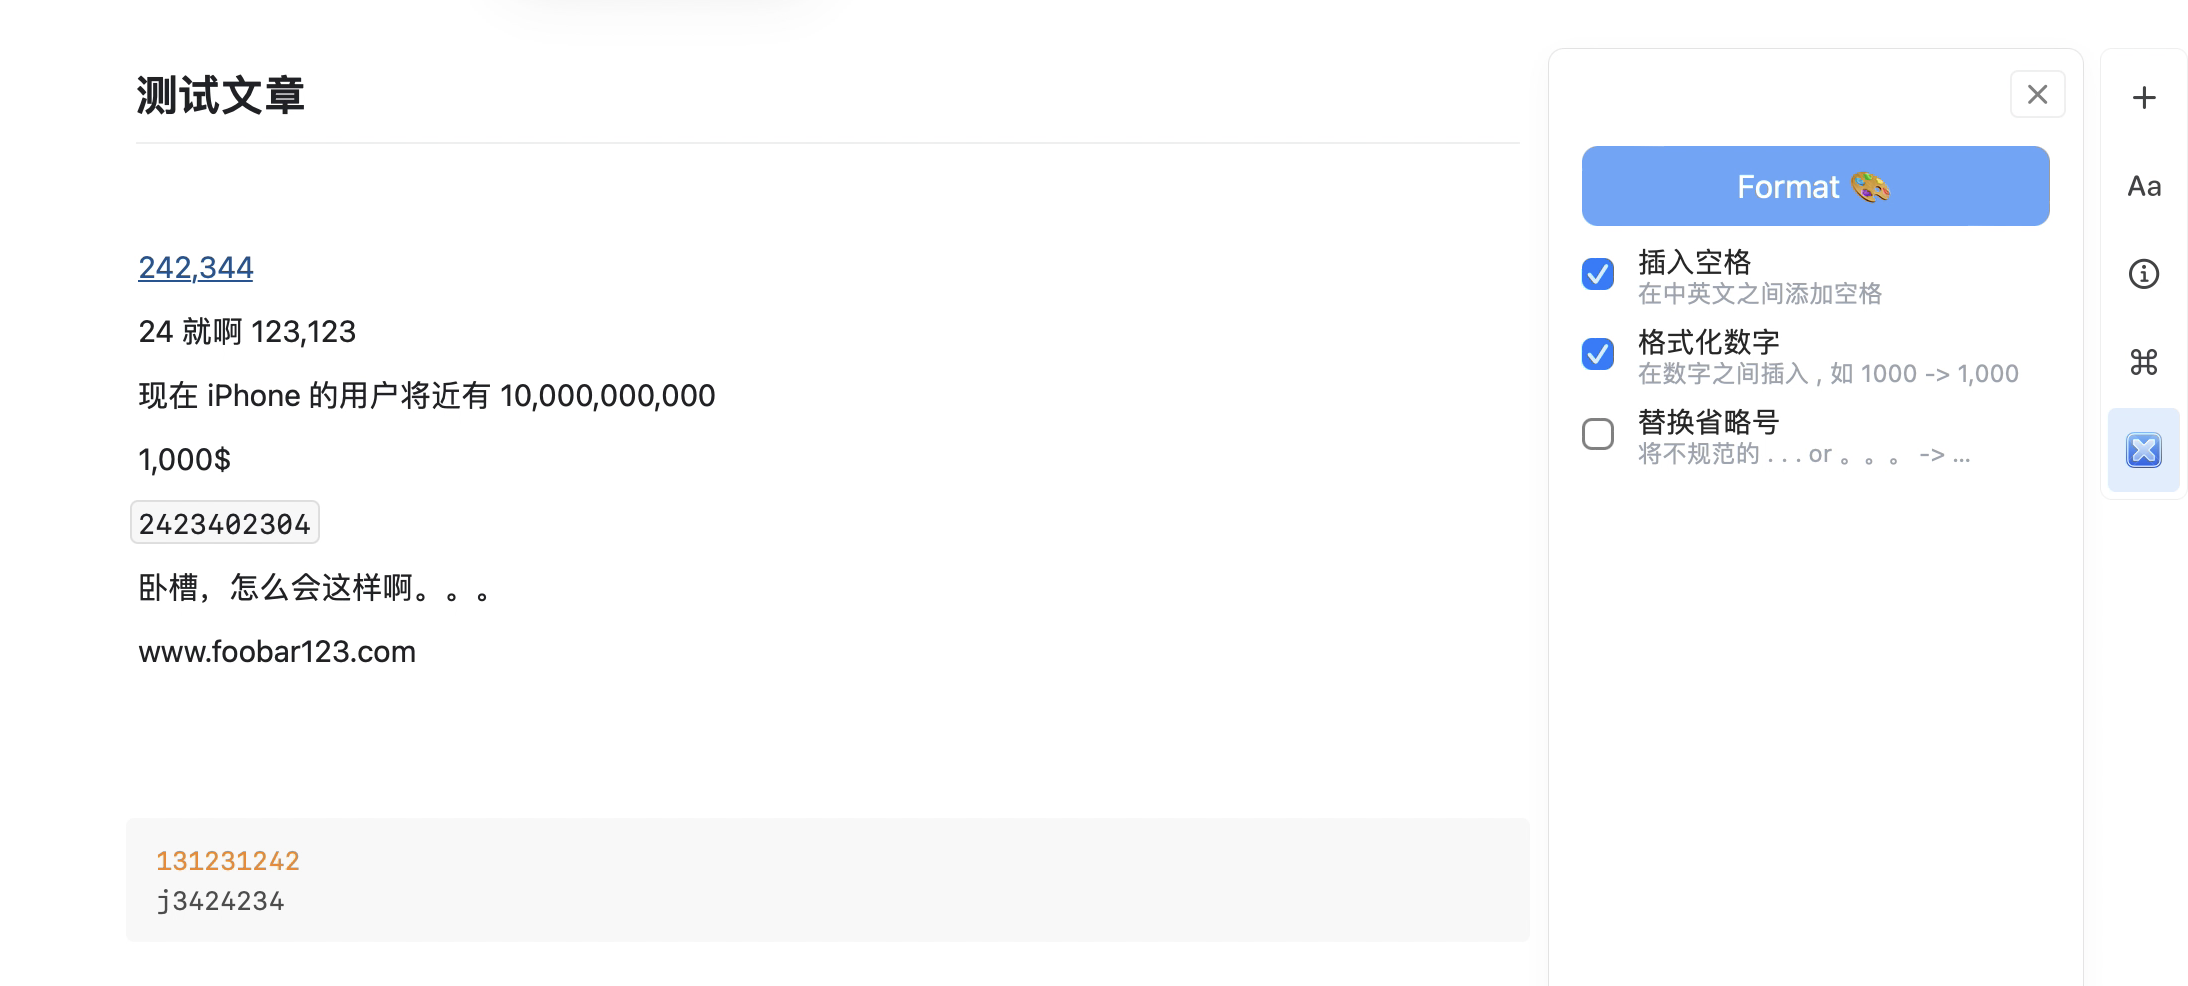 测试文章
242,344
24 就啊 123,123
现在 iPhone 的用户将近有 10,000,000,000
1,000$
2423402304
卧槽，怎么会这样啊。。。
www.foobar123.com
131231242
j3424234
Format 🎨
插入空格
在中英文之间添加空格
格式化数字
在数字之间插入 , 如 1000 -> 1,000
替换省略号
将不规范的 . . . or 。。。 -> ...
Aa